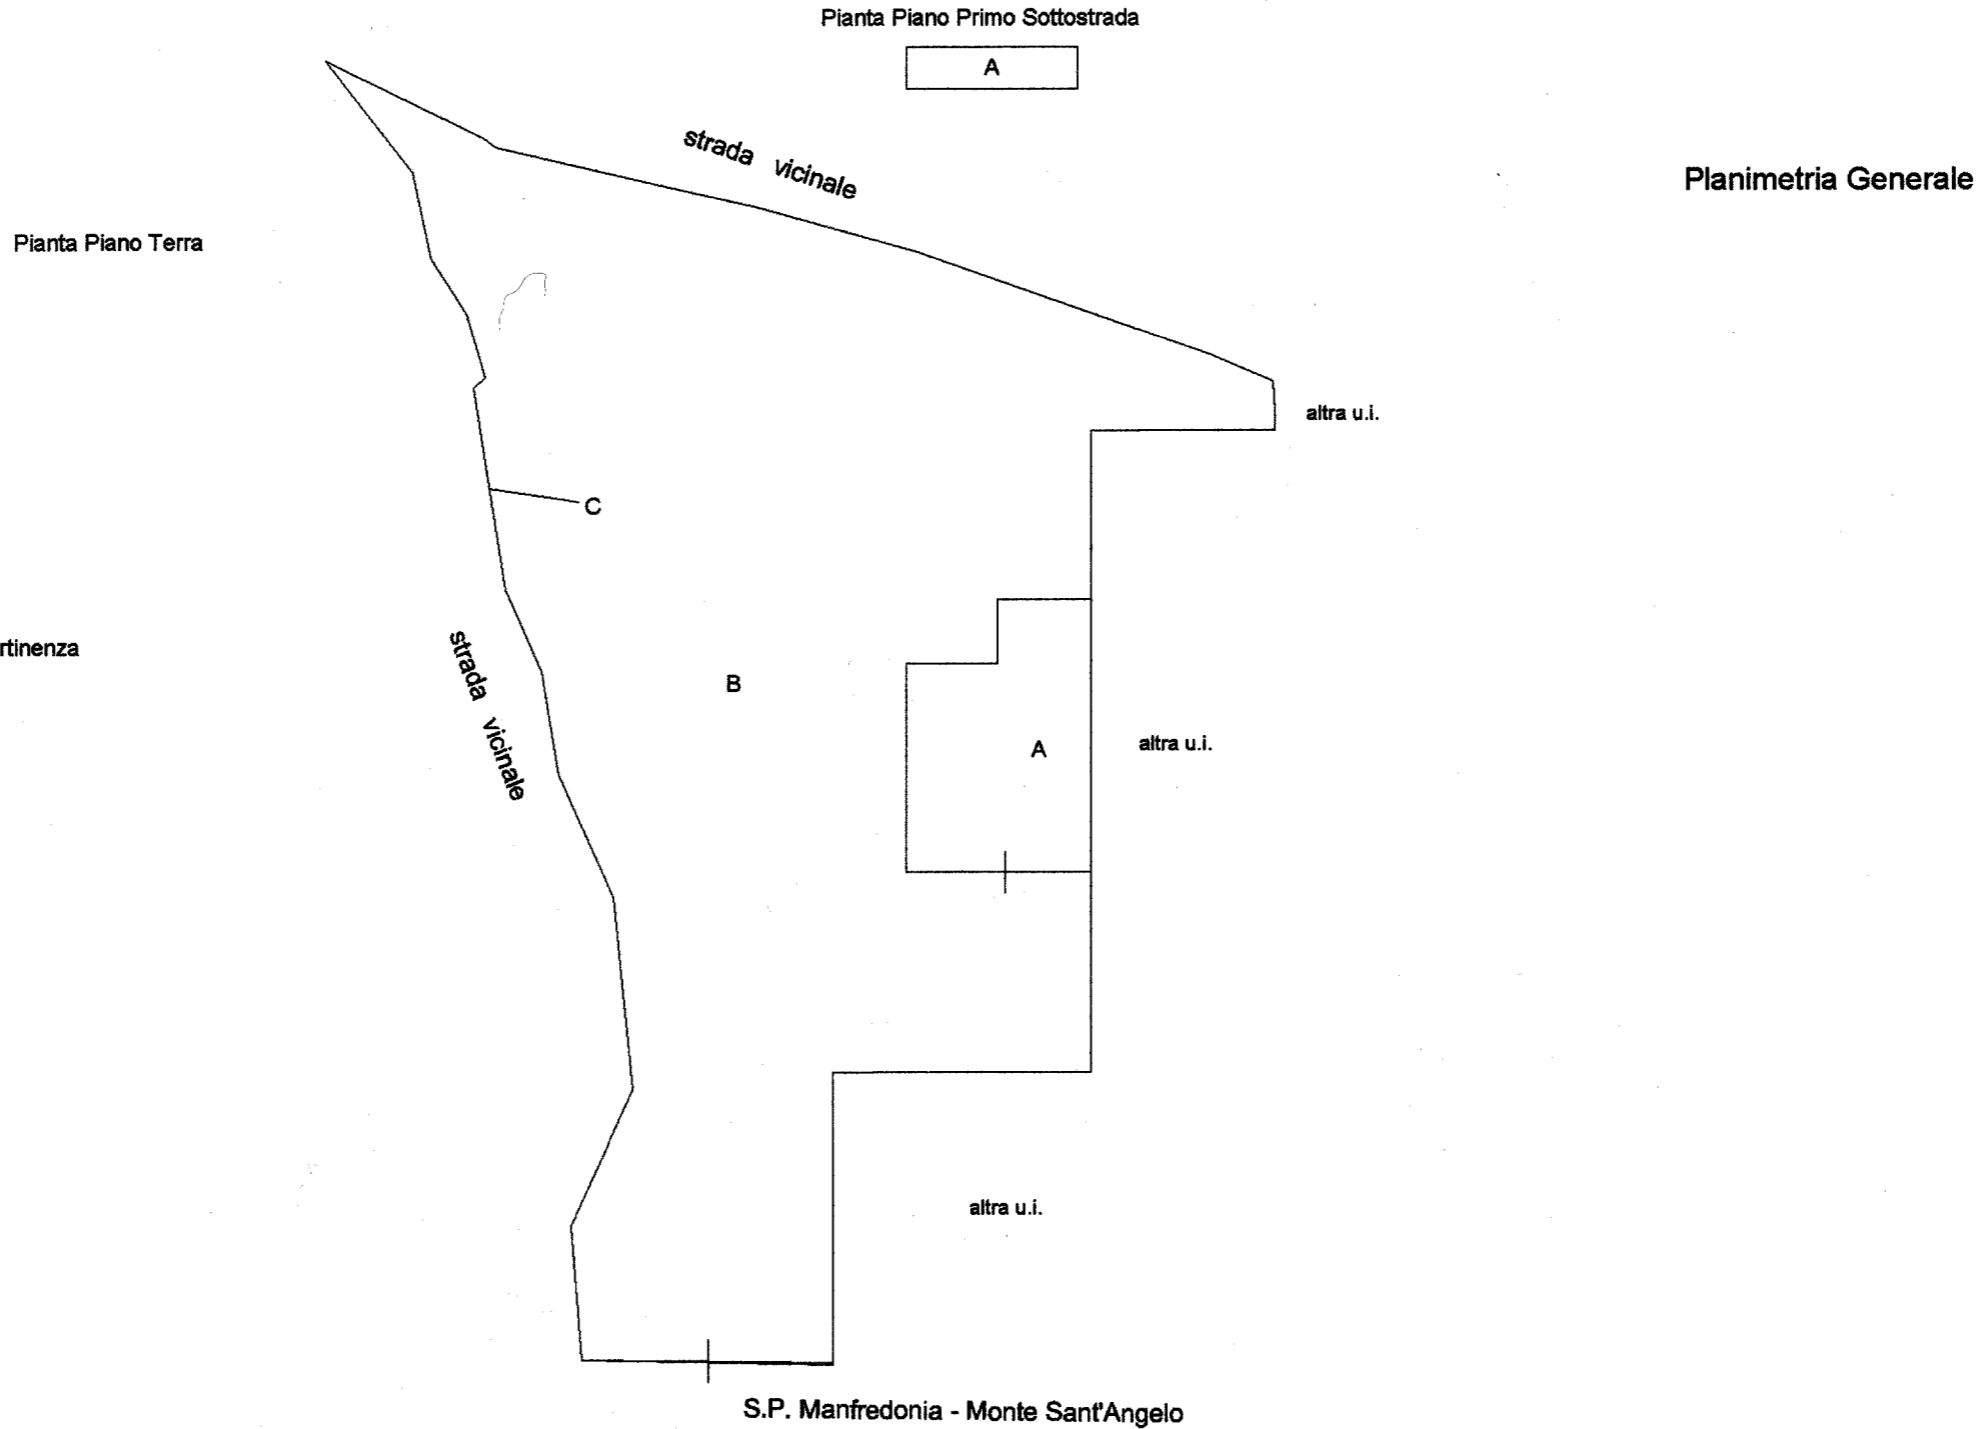 Pianta Piano Primo Sottostrada
A
strada vicinale
Planimetria Generale
Pianta Piano Terra
altra u.i.
C
rtinenza
strada vicinale
B
A
altra u.i.
altra u.i.
S.P. Manfredonia - Monte Sant'Angelo